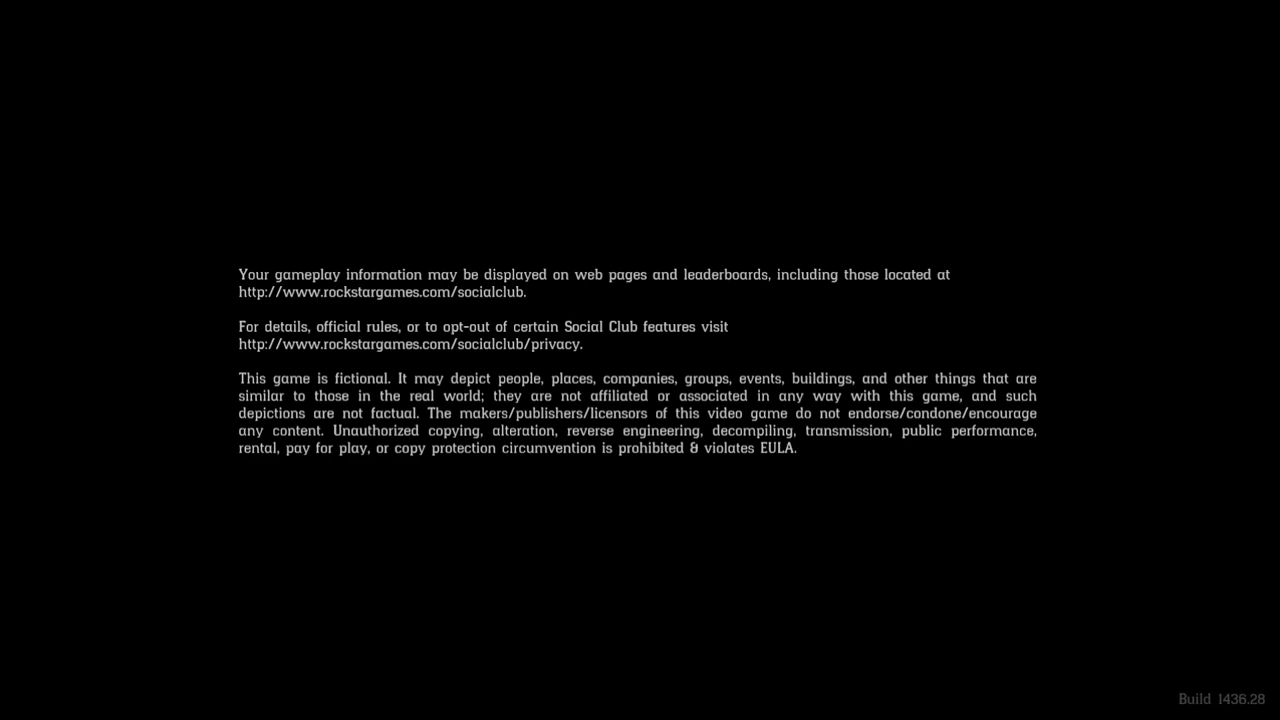 Your gameplay information may be displayed on web pages and leaderboards, including those located at
http://www.rockstargames.com/socialclub.
For details, official rules, or to opt-out of certain Social Club features visit
http://www.rockstargames.com/socialclub/privacy.
This game is fictional. It may depict people, places, companies, groups, events, buildings, and other things that are
similar to those in the real world; they are not affiliated or associated in any way with this game, and such
depictions are not factual. The makers/publishers/licensors of this video game do not endorse/condone/encourage
any content. Unauthorized copying, alteration, reverse engineering, decompiling, transmission, public performance,
rental, pay for play, or copy protection circumvention is prohibited & violates EULA.
Build 1436.28